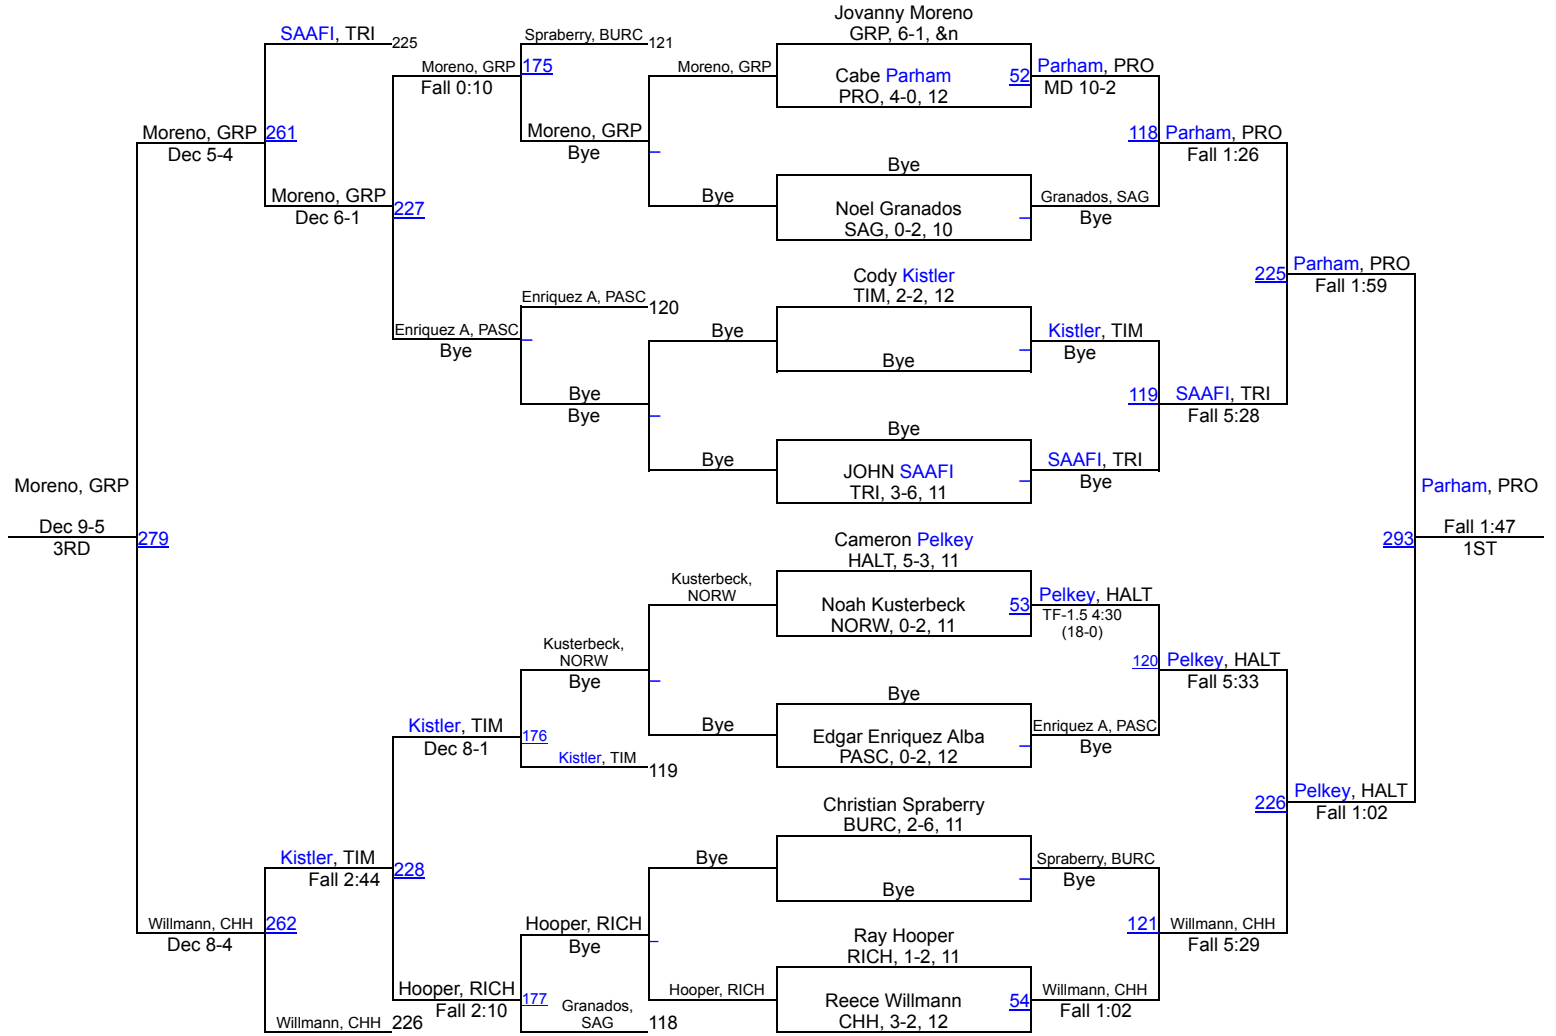 Jovanny Moreno
GRP, 6-1, &n
SAAFI, TRI
225
Spraberry, BURC
121
Moreno, GRP
175
Fall 0:10
Moreno, GRP
Cabe Parham
PRO, 4-0, 12
52
Parham, PRO
MD 10-2
Moreno, GRP
261
Dec 5-4
Moreno, GRP
Bye
118
Parham, PRO
Fall 1:26
Bye
Moreno, GRP
227
Dec 6-1
Bye
Noel Granados
SAG, 0-2, 10
Granados, SAG
Bye
Cody Kistler
TIM, 2-2, 12
225
Parham, PRO
Fall 1:59
Enriquez A, PASC
120
Enriquez A, PASC
Bye
Bye
Bye
Kistler, TIM
Bye
Bye
Bye
119
SAAFI, TRI
Fall 5:28
Bye
Bye
JOHN SAAFI
TRI, 3-6, 11
SAAFI, TRI
Bye
Moreno, GRP
Dec 9-5
3RD
279
Parham, PRO
293
Fall 1:47
1ST
Cameron Pelkey
HALT, 5-3, 11
Kusterbeck,
NORW
Noah Kusterbeck
NORW, 0-2, 11
53
Pelkey, HALT
TF-1.5 4:30
(18-0)
Kusterbeck,
NORW
Bye
120
Pelkey, HALT
Fall 5:33
Bye
Kistler, TIM
176
Dec 8-1
Kistler, TIM
119
Bye
Edgar Enriquez Alba
PASC, 0-2, 12
Enriquez A, PASC
Bye
Christian Spraberry
BURC, 2-6, 11
226
Pelkey, HALT
Fall 1:02
Kistler, TIM
228
Fall 2:44
Bye
Bye
Spraberry, BURC
Bye
Willmann, CHH
262
Dec 8-4
Hooper, RICH
Bye
121
Willmann, CHH
Fall 5:29
Ray Hooper
RICH, 1-2, 11
Hooper, RICH
177
Fall 2:10
Granados,
SAG
118
Hooper, RICH
Reece Willmann
CHH, 3-2, 12
54
Willmann, CHH
Fall 1:02
Willmann, CHH
226